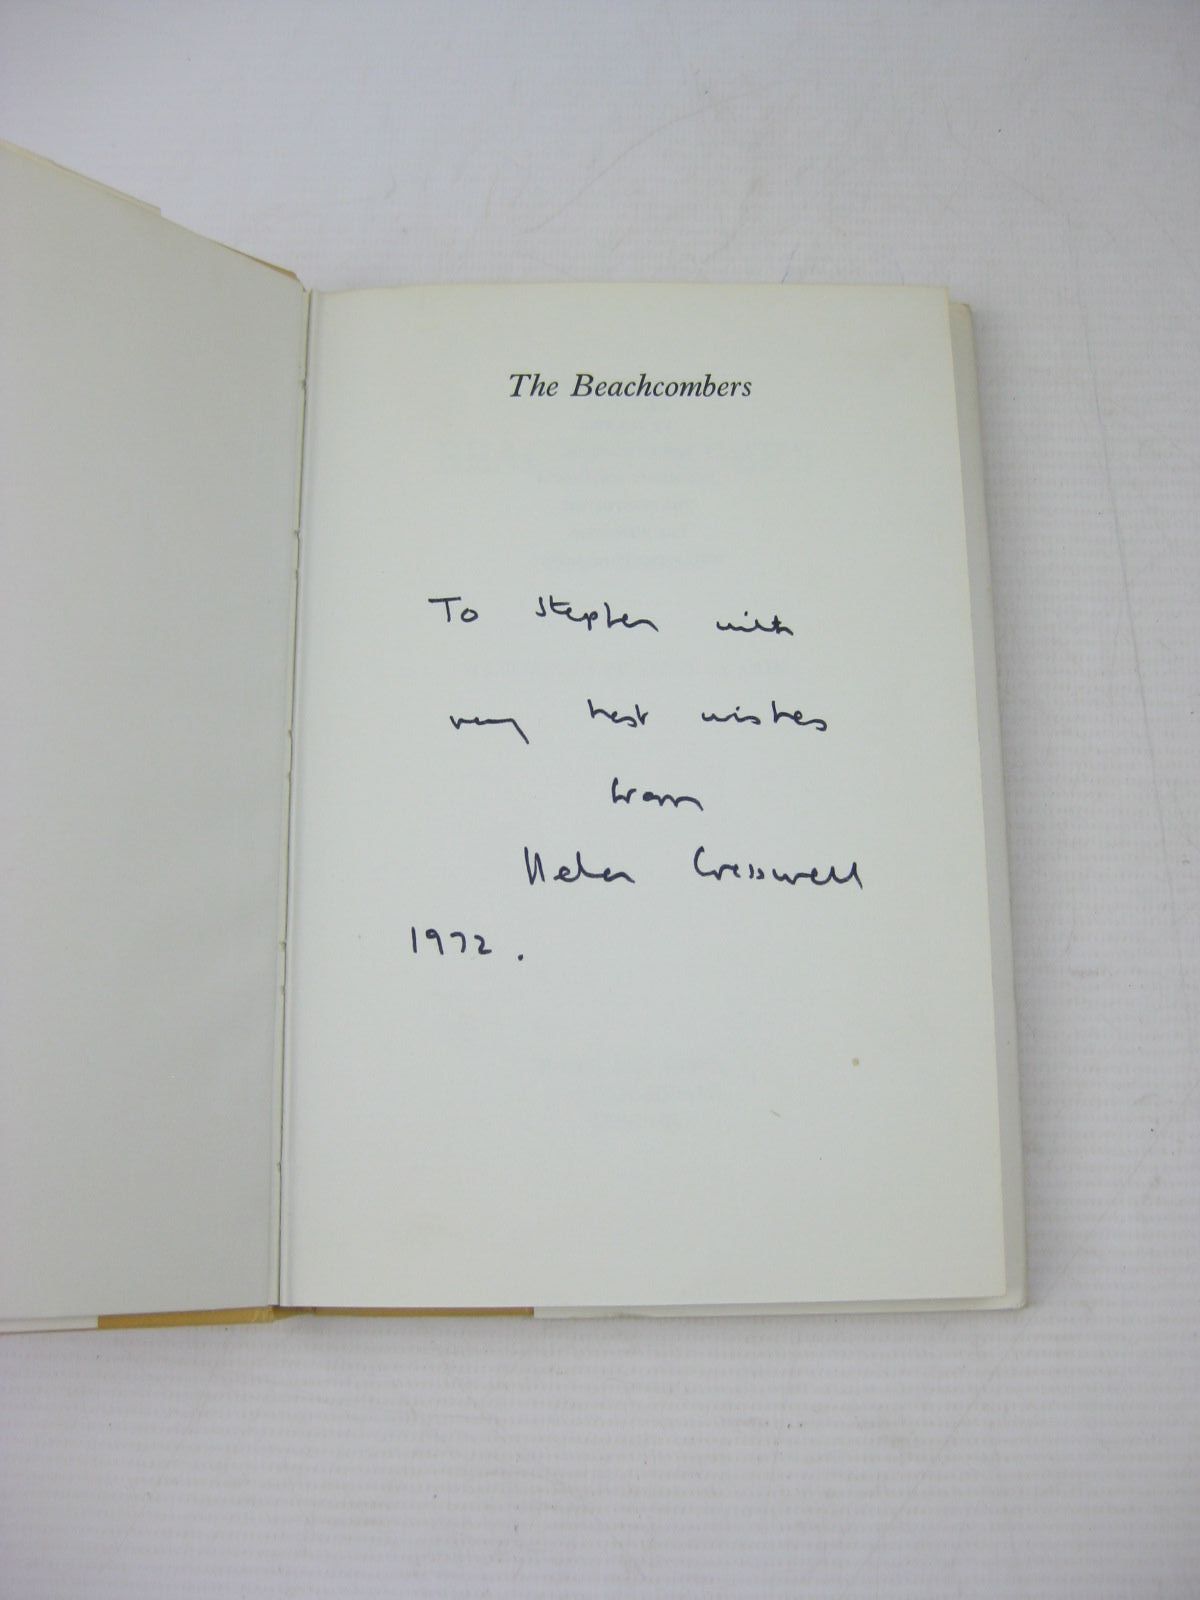 The Beachcombers
To Stephen with
very best wishes
from
Helen Cresswell
1972.